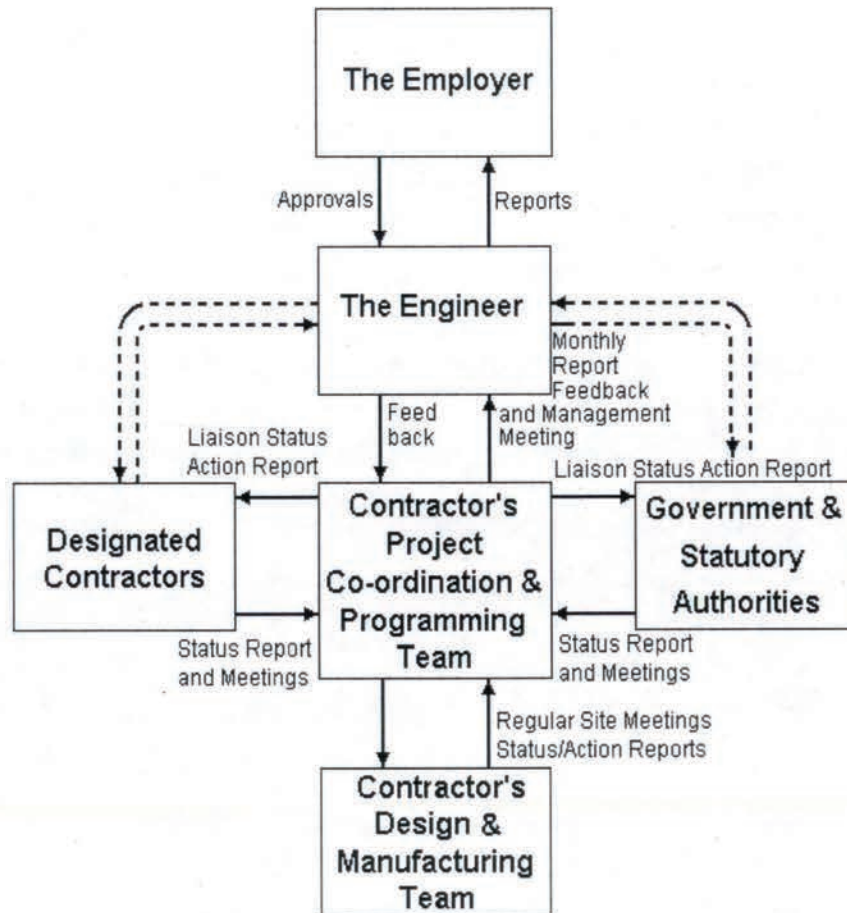 The Employer
Approvals
Reports
The Engineer
Monthly
Report
Feedback
and Management
Meeting
Feed
back
Liaison Status
Action Report
Liaison Status Action Report
Designated
Contractors
Contractor's
Project
Co-ordination &
Programming
Team
Government &
Statutory
Authorities
Status Report
and Meetings
Status Report
and Meetings
Regular Site Meetings
Status/Action Reports
Contractor's
Design &
Manufacturing
Team